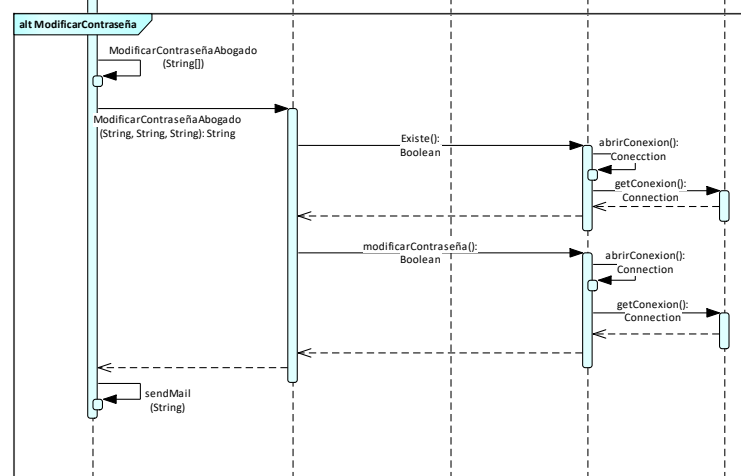 alt ModificarContraseña
ModificarContraseñaAbogado
(String[])
ModificarContraseñaAbogado
(String, String, String): String
Existe():
Boolean
abrirConexion():
Conecction
getConexion():
Connection
modificarContraseña():
Boolean
abrirConexion():
Connection
getConexion():
Connection
sendMail
(String)